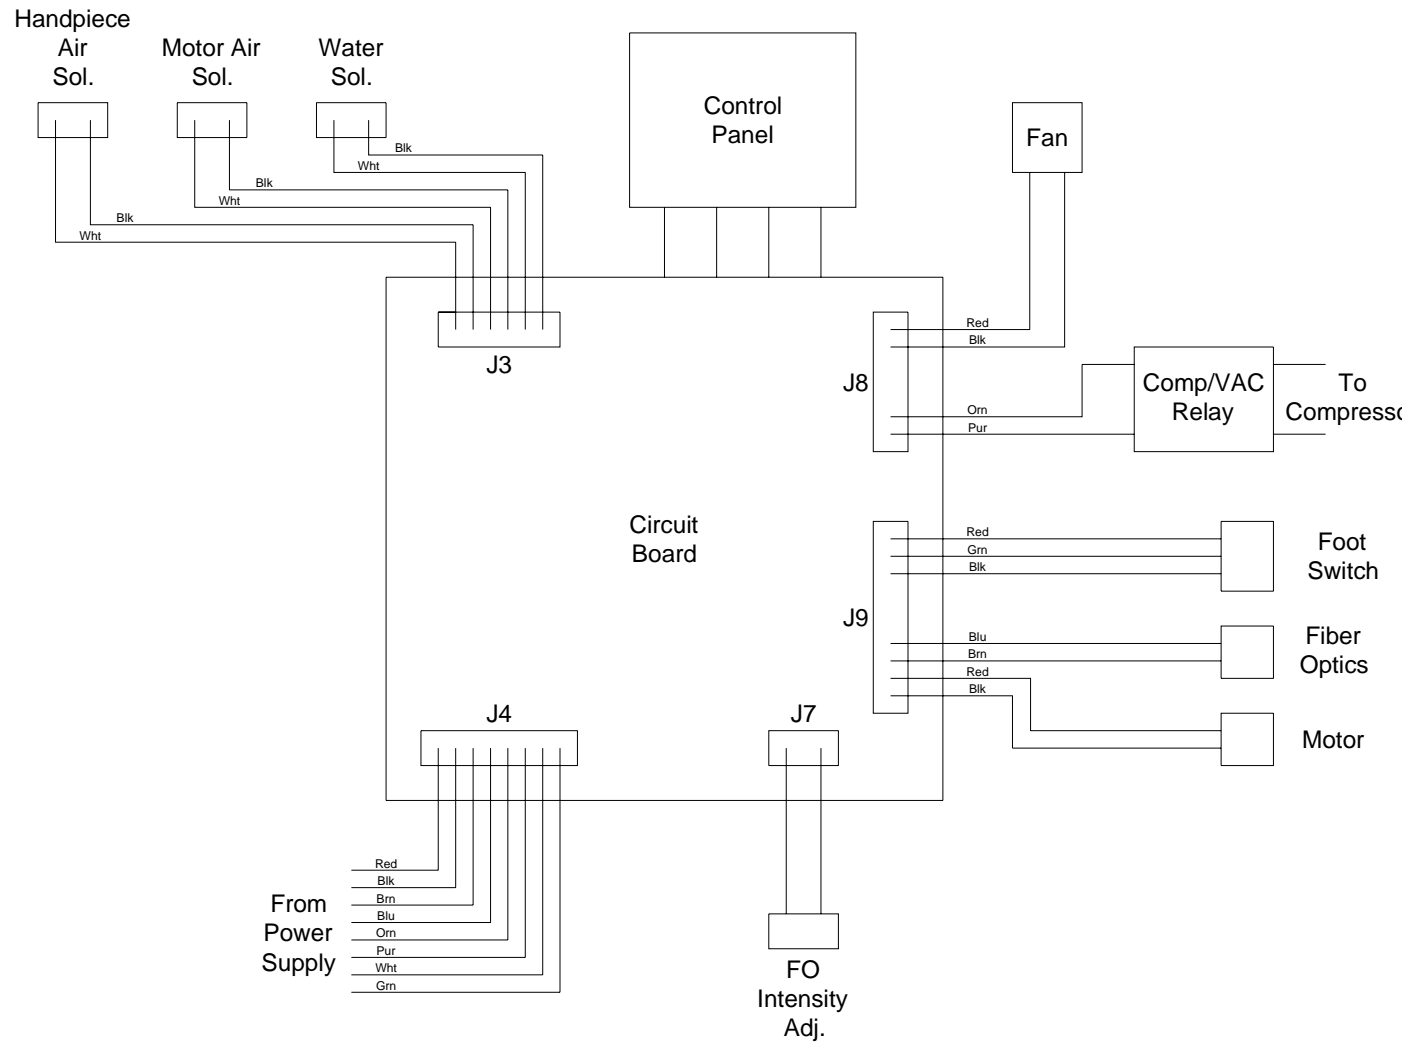 Handpiece
Air
Sol.
Motor Air
Sol.
Water
Sol.
Control
Panel
Fan
Blk
Wht
Blk
Wht
Blk
Wht
J3
J8
Red
Blk
Orn
Pur
Comp/VAC
Relay
To
Compresso
Circuit
Board
J9
Red
Grn
Blk
Foot
Switch
Blu
Brn
Red
Blk
Fiber
Optics
Motor
J4
J7
Red
Blk
Brn
Blu
Orn
Pur
Wht
Grn
From
Power
Supply
FO
Intensity
Adj.